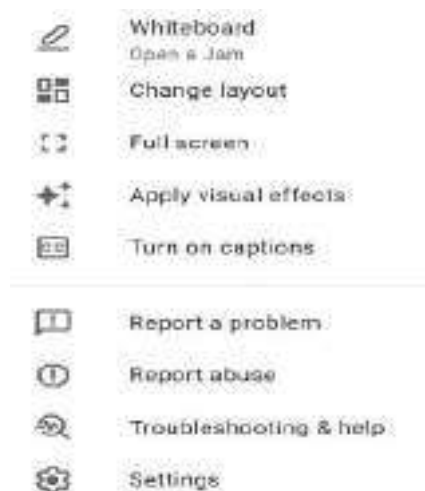 Whiteboard
Open a Jam
Change layout
Full screen
Apply visual effects
Turn on captions
Report a problem
Report abuse
Troubleshooting & help
Settings